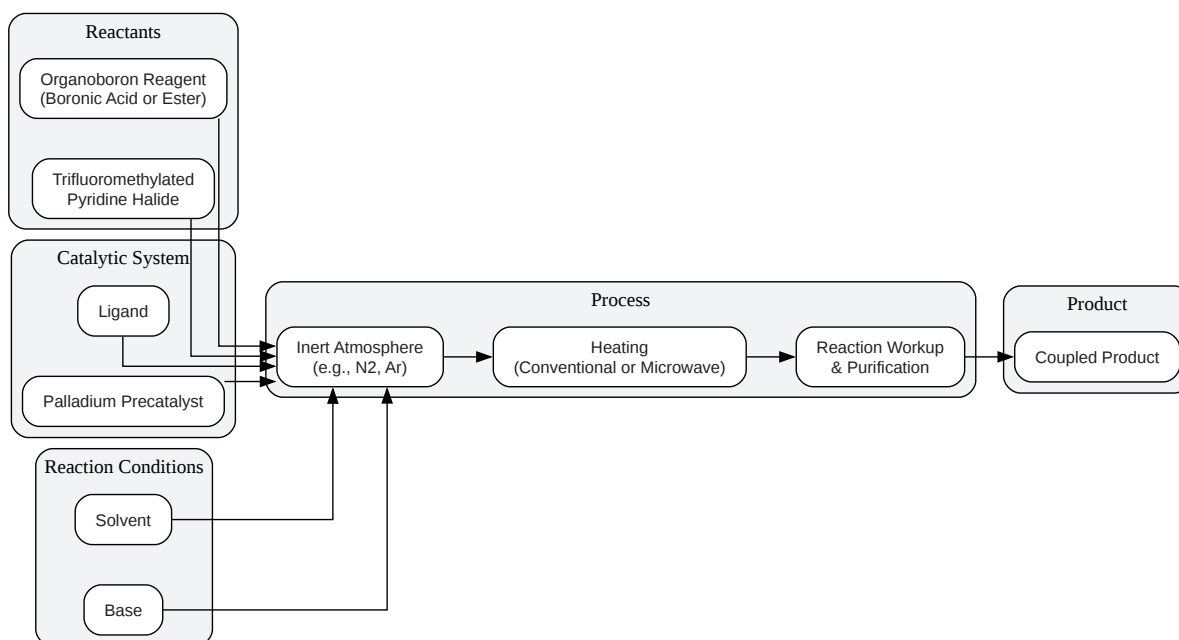 Reactants
Organoboron Reagent
(Boronic Acid or Ester)
Trifluoromethylated
Pyridine Halide
Catalytic System
Ligand
Palladium Precatalyst
Reaction Conditions
Solvent
Base
Process
Inert Atmosphere
(e.g., N2, Ar)
Heating
(Conventional or Microwave)
Reaction Workup
& Purification
Product
Coupled Product